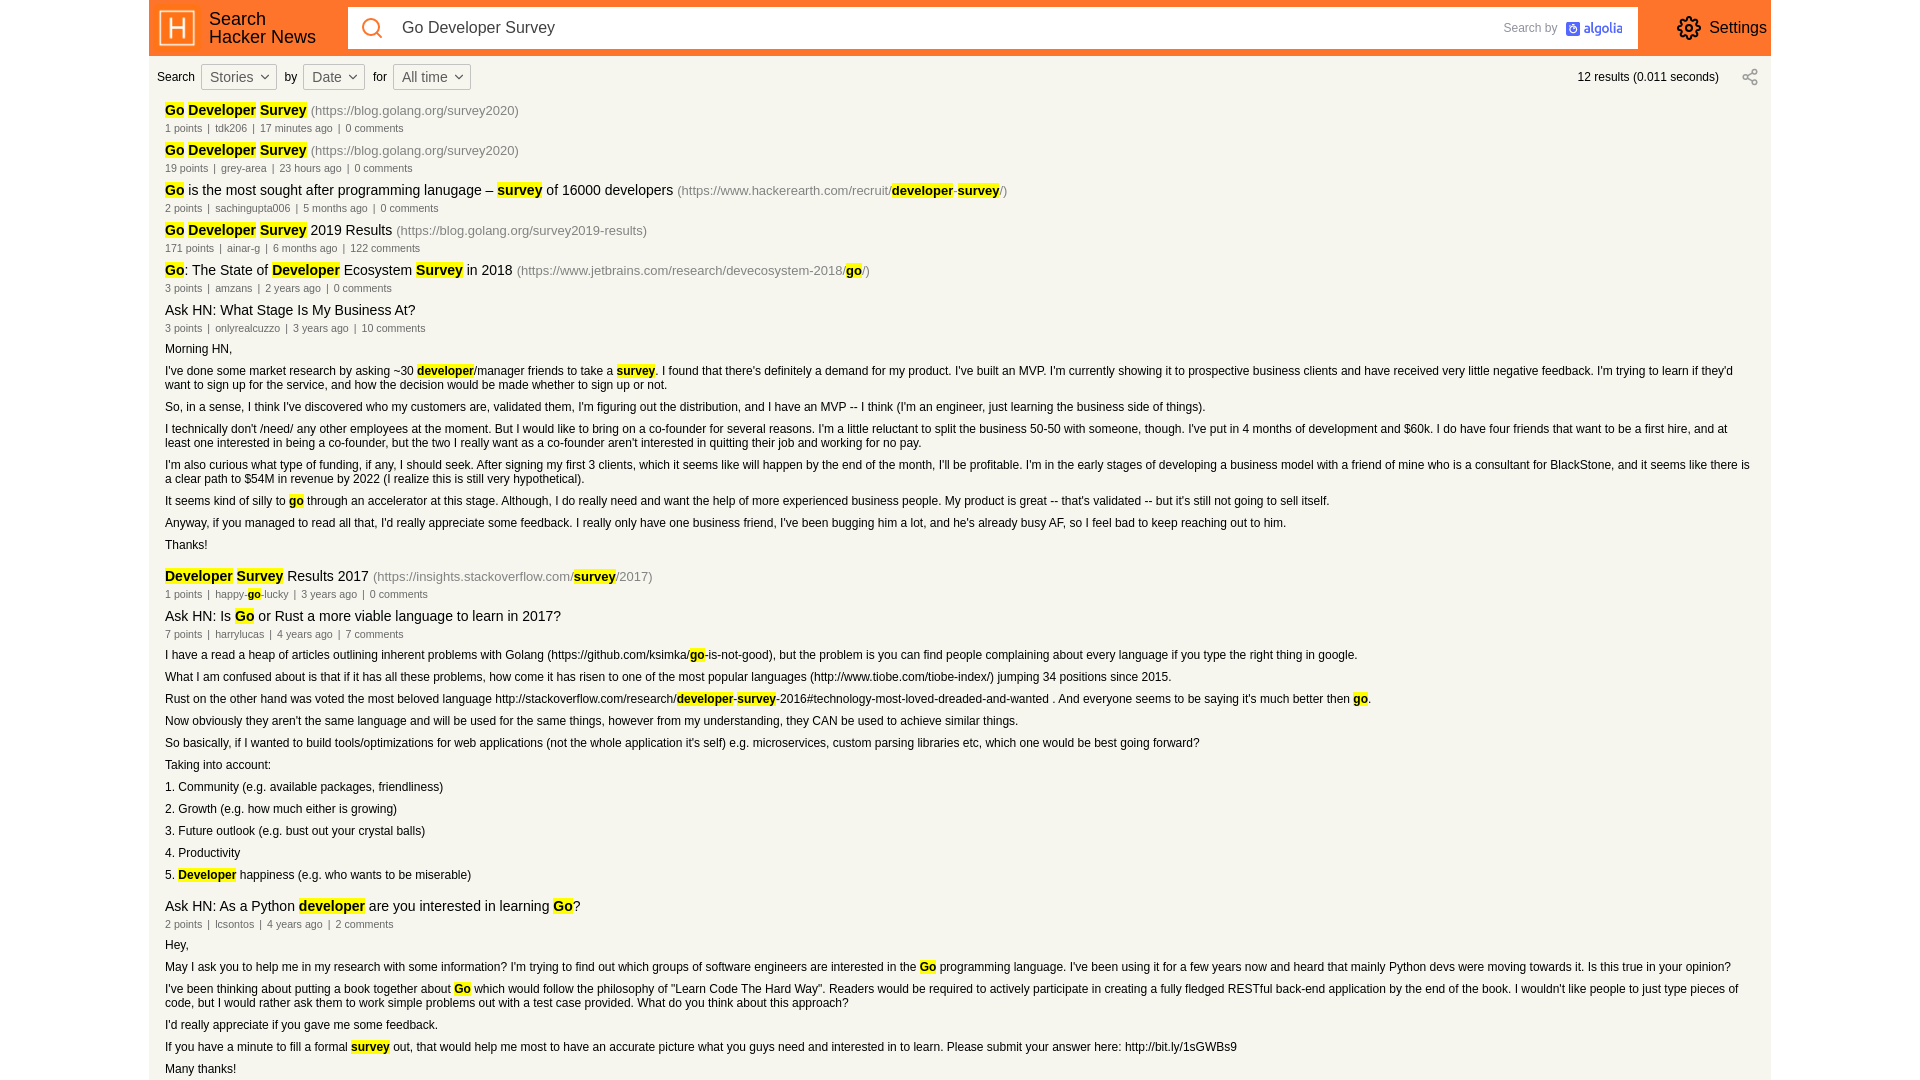 Search
Hacker News
Go Developer Survey
Search by algolia
Settings
Search Stories by Date for All time
12 results (0.011 seconds)
Go Developer Survey (https://blog.golang.org/survey2020)
1 points | tdk206 | 17 minutes ago | 0 comments
Go Developer Survey (https://blog.golang.org/survey2020)
19 points | grey-area | 23 hours ago | 0 comments
Go is the most sought after programming lanugage – survey of 16000 developers (https://www.hackerearth.com/recruit/developer-survey/)
2 points | sachingupta006 | 5 months ago | 0 comments
Go Developer Survey 2019 Results (https://blog.golang.org/survey2019-results)
171 points | ainar-g | 6 months ago | 122 comments
Go: The State of Developer Ecosystem Survey in 2018 (https://www.jetbrains.com/research/devecosystem-2018/go/)
3 points | amzans | 2 years ago | 0 comments
Ask HN: What Stage Is My Business At?
3 points | onlyrealcuzzo | 3 years ago | 10 comments
Morning HN,
I've done some market research by asking ~30 developer/manager friends to take a survey. I found that there's definitely a demand for my product. I've built an MVP. I'm currently showing it to prospective business clients and have received very little negative feedback. I'm trying to learn if they'd
want to sign up for the service, and how the decision would be made whether to sign up or not.
So, in a sense, I think I've discovered who my customers are, validated them, I'm figuring out the distribution, and I have an MVP -- I think (I'm an engineer, just learning the business side of things).
I technically don't /need/ any other employees at the moment. But I would like to bring on a co-founder for several reasons. I'm a little reluctant to split the business 50-50 with someone, though. I've put in 4 months of development and $60k. I do have four friends that want to be a first hire, and at
least one interested in being a co-founder, but the two I really want as a co-founder aren't interested in quitting their job and working for no pay.
I'm also curious what type of funding, if any, I should seek. After signing my first 3 clients, which it seems like will happen by the end of the month, I'll be profitable. I'm in the early stages of developing a business model with a friend of mine who is a consultant for BlackStone, and it seems like there is
a clear path to $54M in revenue by 2022 (I realize this is still very hypothetical).
It seems kind of silly to go through an accelerator at this stage. Although, I do really need and want the help of more experienced business people. My product is great -- that's validated -- but it's still not going to sell itself.
Anyway, if you managed to read all that, I'd really appreciate some feedback. I really only have one business friend, I've been bugging him a lot, and he's already busy AF, so I feel bad to keep reaching out to him.
Thanks!
Developer Survey Results 2017 (https://insights.stackoverflow.com/survey/2017)
1 points | happy-go-lucky | 3 years ago | 0 comments
Ask HN: Is Go or Rust a more viable language to learn in 2017?
7 points | harrylucas | 4 years ago | 7 comments
I have a read a heap of articles outlining inherent problems with Golang (https://github.com/ksimka/go-is-not-good), but the problem is you can find people complaining about every language if you type the right thing in google.
What I am confused about is that if it has all these problems, how come it has risen to one of the most popular languages (http://www.tiobe.com/tiobe-index/) jumping 34 positions since 2015.
Rust on the other hand was voted the most beloved language http://stackoverflow.com/research/developer-survey-2016#technology-most-loved-dreaded-and-wanted . And everyone seems to be saying it's much better then go.
Now obviously they aren't the same language and will be used for the same things, however from my understanding, they CAN be used to achieve similar things.
So basically, if I wanted to build tools/optimizations for web applications (not the whole application it's self) e.g. microservices, custom parsing libraries etc, which one would be best going forward?
Taking into account:
1. Community (e.g. available packages, friendliness)
2. Growth (e.g. how much either is growing)
3. Future outlook (e.g. bust out your crystal balls)
4. Productivity
5. Developer happiness (e.g. who wants to be miserable)
Ask HN: As a Python developer are you interested in learning Go?
2 points | lcsontos | 4 years ago | 2 comments
Hey,
May I ask you to help me in my research with some information? I'm trying to find out which groups of software engineers are interested in the Go programming language. I've been using it for a few years now and heard that mainly Python devs were moving towards it. Is this true in your opinion?
I've been thinking about putting a book together about Go which would follow the philosophy of "Learn Code The Hard Way". Readers would be required to actively participate in creating a fully fledged RESTful back-end application by the end of the book. I wouldn't like people to just type pieces of
code, but I would rather ask them to work simple problems out with a test case provided. What do you think about this approach?
I'd really appreciate if you gave me some feedback.
If you have a minute to fill a formal survey out, that would help me most to have an accurate picture what you guys need and interested in to learn. Please submit your answer here: http://bit.ly/1sGWBs9
Many thanks!